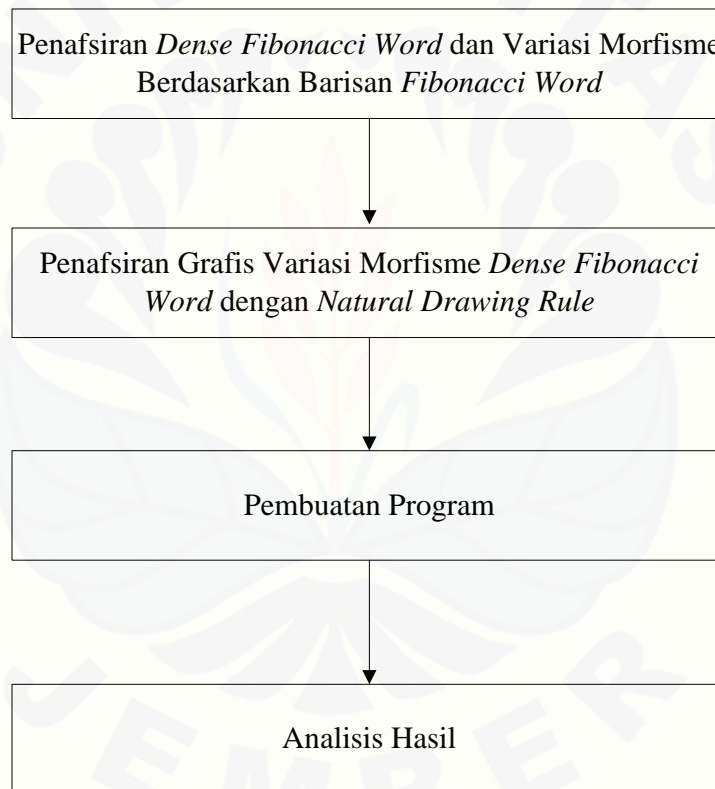 Penafsiran Dense Fibonacci Word dan Variasi Morfisme
Berdasarkan Barisan Fibonacci Word
Penafsiran Grafis Variasi Morfisme Dense Fibonacci
Word dengan Natural Drawing Rule
Pembuatan Program
Analisis Hasil
JEMBER